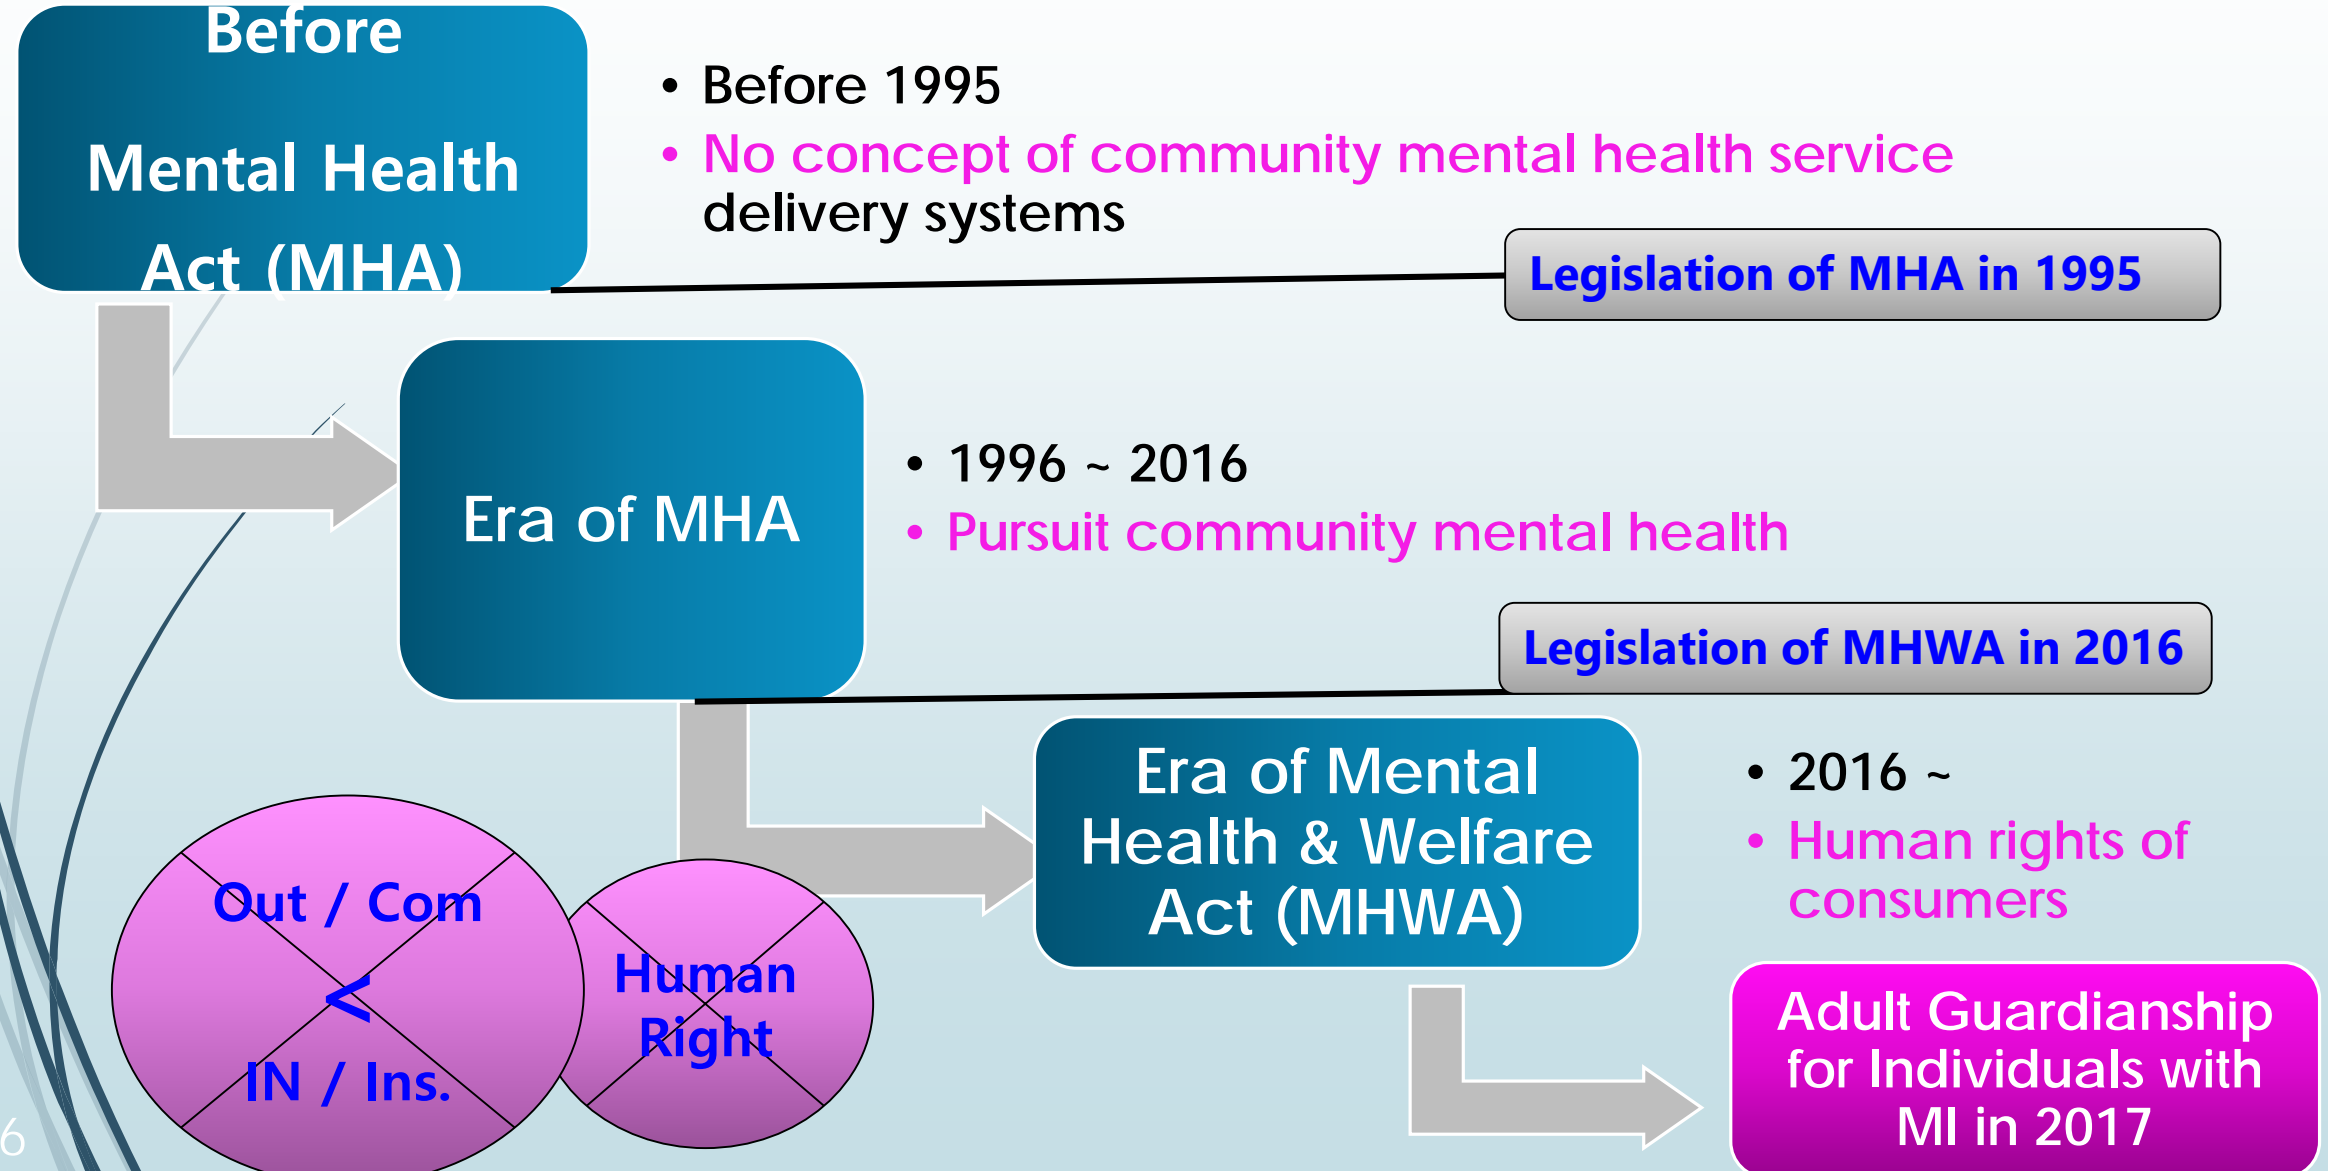 Before
Mental Health
Act (MHA)
• Before 1995
• No concept of community mental health service
delivery systems
Legislation of MHA in 1995
Era of MHA
• 1996 ~ 2016
• Pursuit community mental health
Legislation of MHWA in 2016
Era of Mental
Health & Welfare
Act (MHWA)
• 2016 ~
• Human rights of
consumers
Out / Com
<
IN / Ins.
Human
Right
Adult Guardianship
for Individuals with
MI in 2017
6